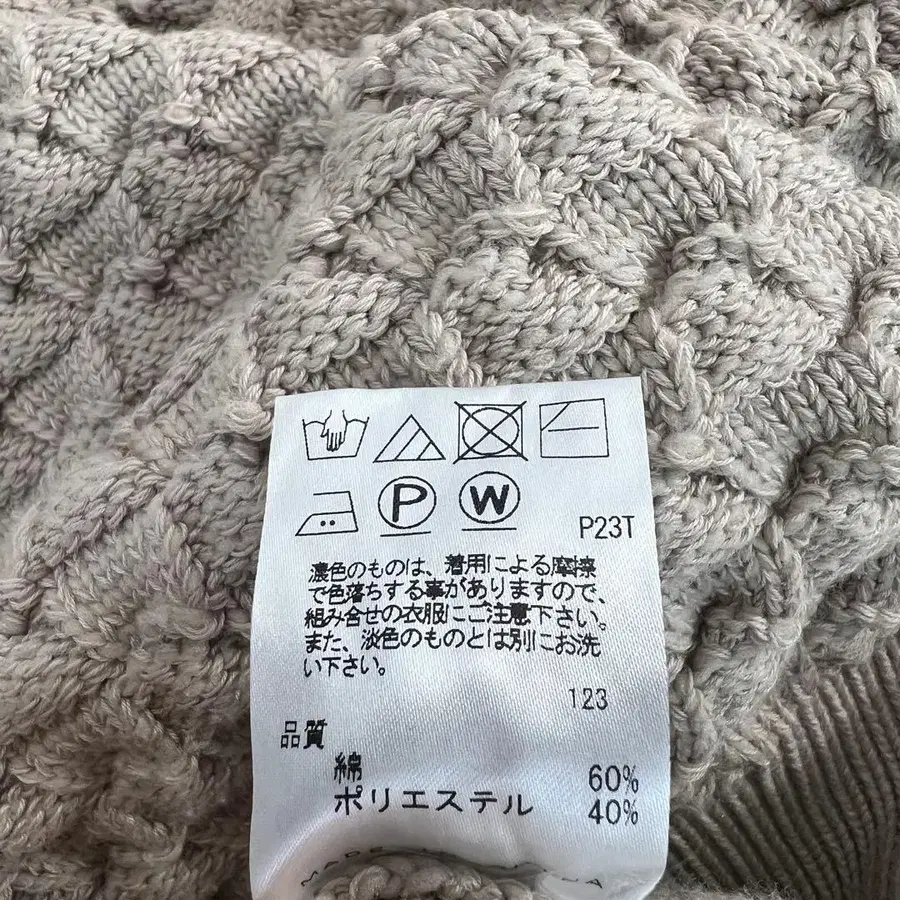 P W
P23T
濃色のものは、着用による摩擦
で色落ちする事がありますので、
組み合せの衣服にご注意下さい。
また、淡色のものとは別にお洗
い下さい。
123
品質
綿 60%
ポリエステル 40%
MADE